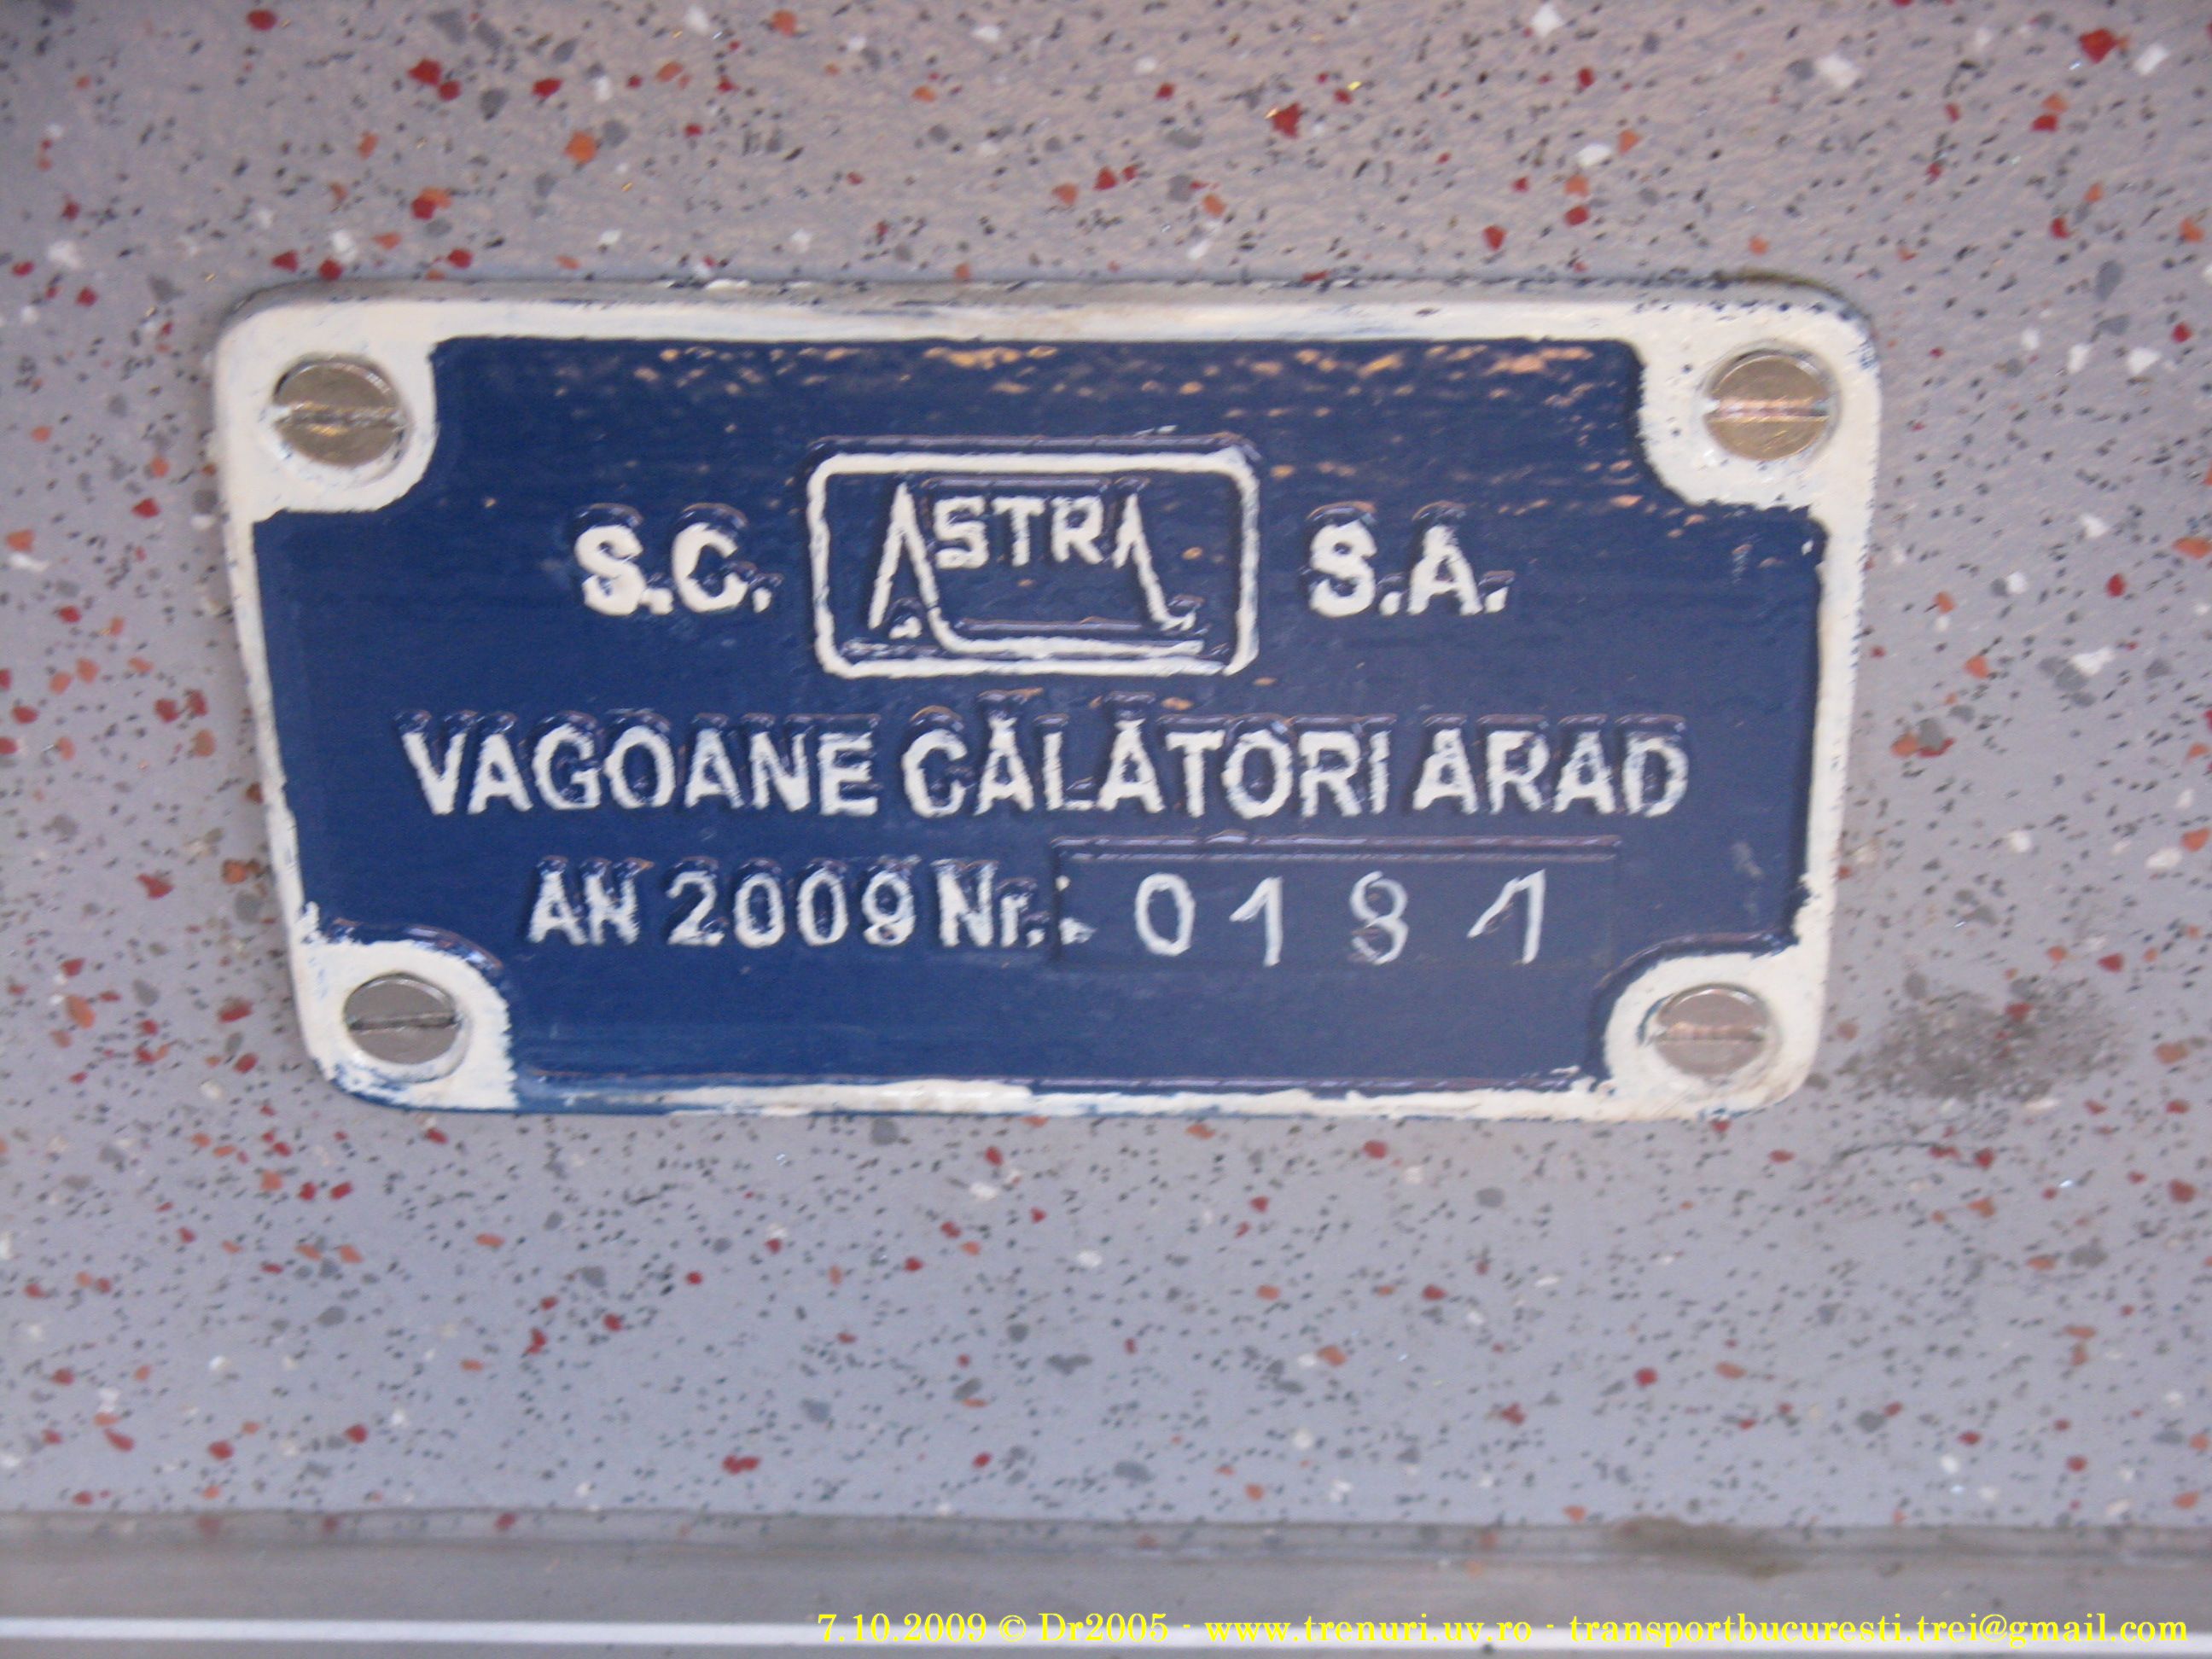 S.C. ASTRA S.A.
VAGOANE CĂLĂTORI ARAD
AN 2009 Nr.: 0181
7.10.2009 © Dr2005 - www.trenuri.uv.ro - transportbucuresti.trei@gmail.com